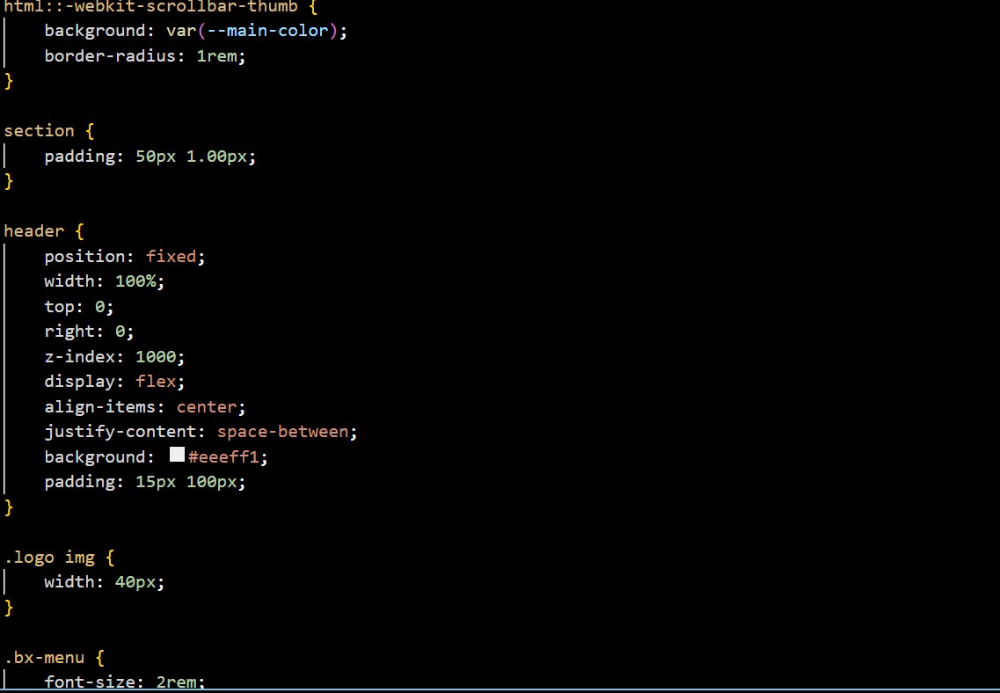 html::-webkit-scrollbar-thumb {
    background: var(--main-color);
    border-radius: 1rem;
}

section {
    padding: 50px 1.00px;
}

header {
    position: fixed;
    width: 100%;
    top: 0;
    right: 0;
    z-index: 1000;
    display: flex;
    align-items: center;
    justify-content: space-between;
    background: #eeeff1;
    padding: 15px 100px;
}

.logo img {
    width: 40px;
}

.bx-menu {
    font-size: 2rem;